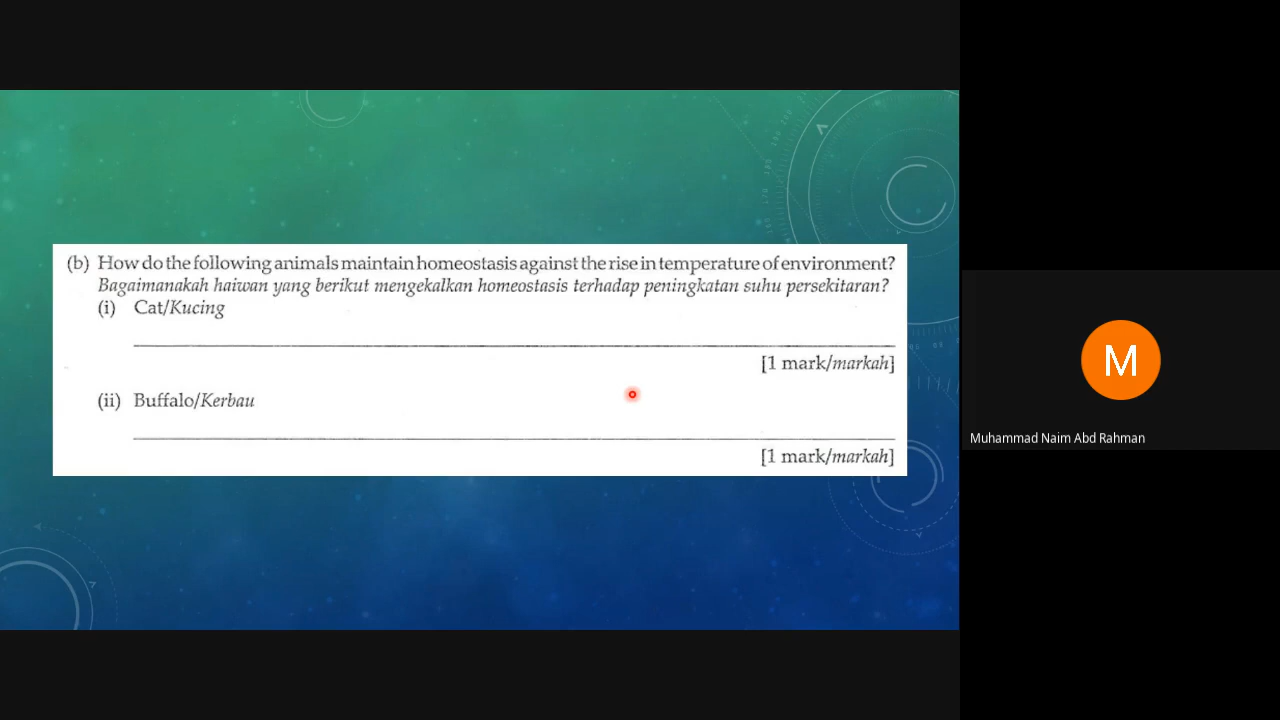 (b) How do the following animals maintain homeostasis against the rise in temperature of environment?
Bagaimanakah haiwan yang berikut mengekalkan homeostasis terhadap peningkatan suhu persekitaran?
(i) Cat/Kucing
[1 mark/markah]
(ii) Buffalo/Kerbau
[1 mark/markah]
M
Muhammad Naim Abd Rahman